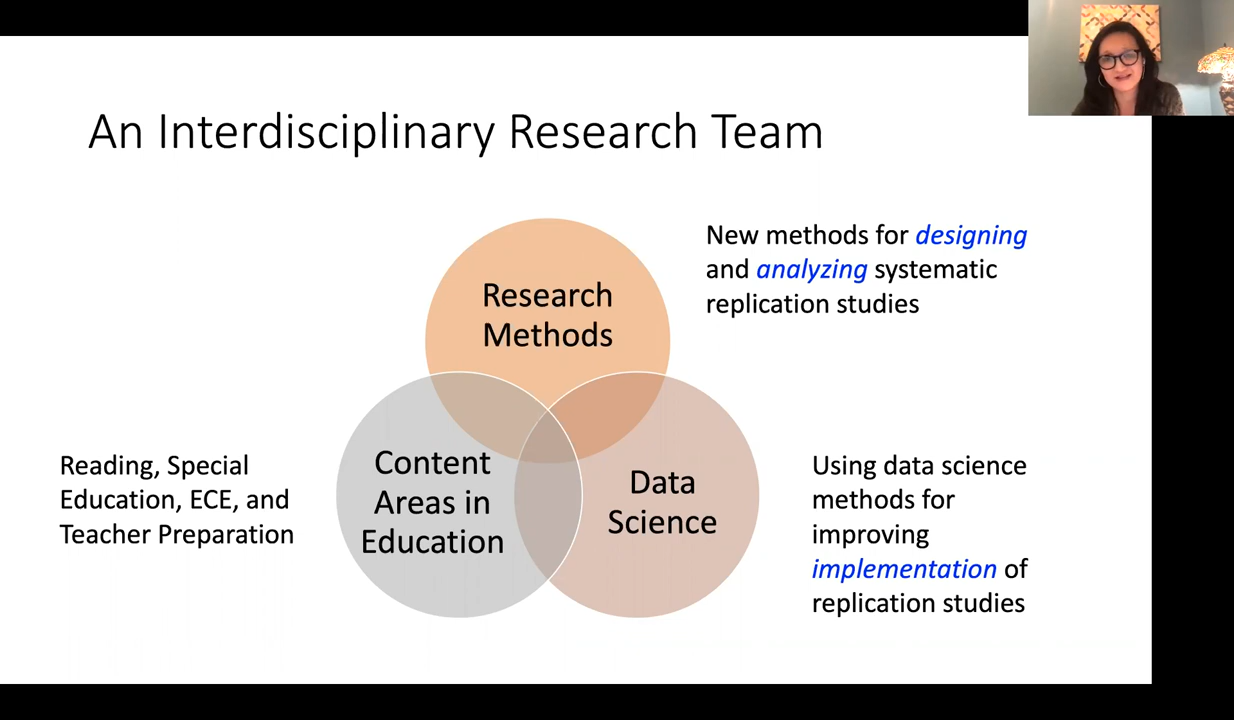 An Interdisciplinary Research Team
Research
Methods
New methods for designing
and analyzing systematic
replication studies
Reading, Special
Education, ECE, and
Teacher Preparation
Content
Areas in
Education
Data
Science
Using data science
methods for
improving
implementation of
replication studies